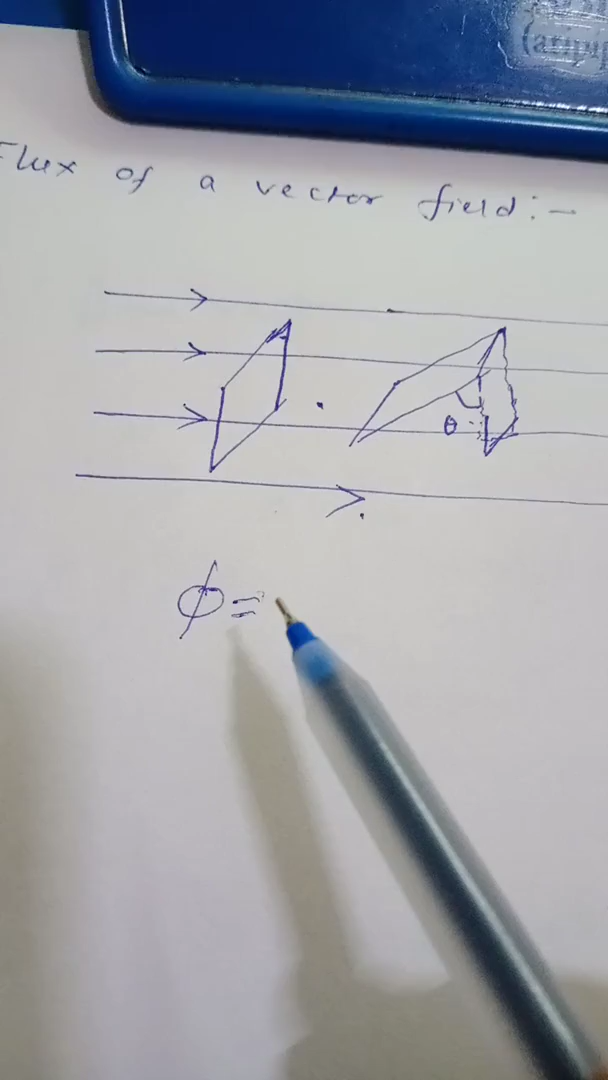 Flux of a vector field:-
θ
ϕ=